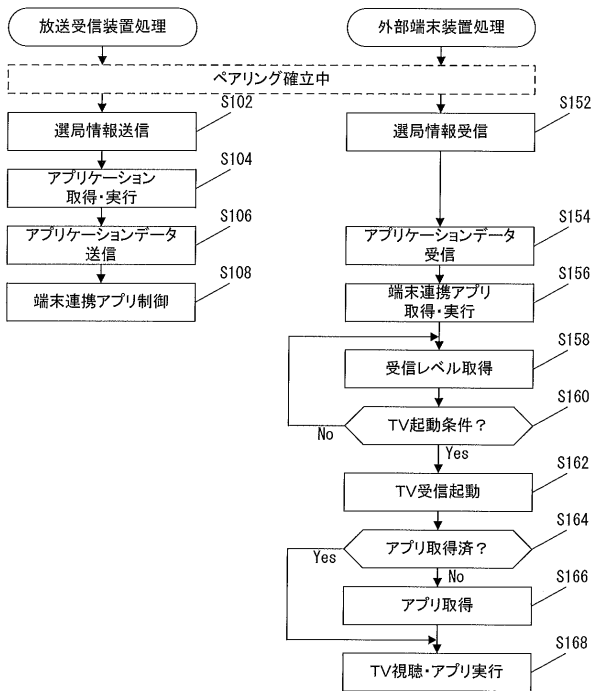 放送受信装置処理
外部端末装置処理
ペアリング確立中
S102
選局情報送信
S104
アプリケーション
取得・実行
S106
アプリケーションデータ
送信
S108
端末連携アプリ制御
S152
選局情報受信
S154
アプリケーションデータ
受信
S156
端末連携アプリ
取得・実行
S158
受信レベル取得
S160
TV起動条件?
No
Yes
S162
TV受信起動
S164
アプリ取得済?
Yes
No
S166
アプリ取得
S168
TV視聴・アプリ実行